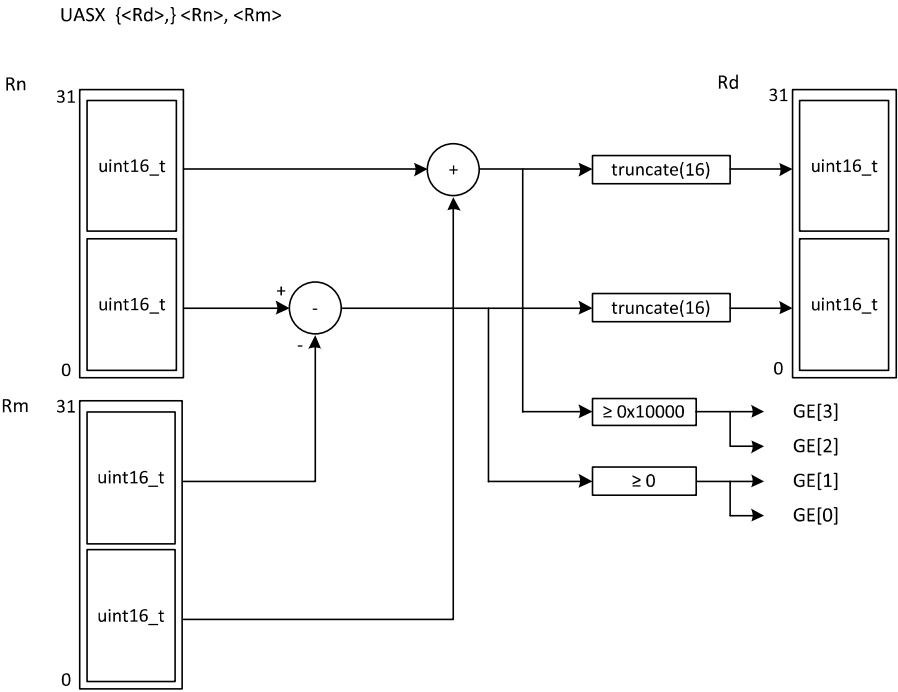 UASX {<Rd>,} <Rn>, <Rm>
Rn
31
uint16_t
uint16_t
0
Rm
31
uint16_t
uint16_t
0
+
+
-
-
truncate(16)
truncate(16)
≥ 0x10000
≥ 0
Rd
31
uint16_t
uint16_t
0
GE[3]
GE[2]
GE[1]
GE[0]